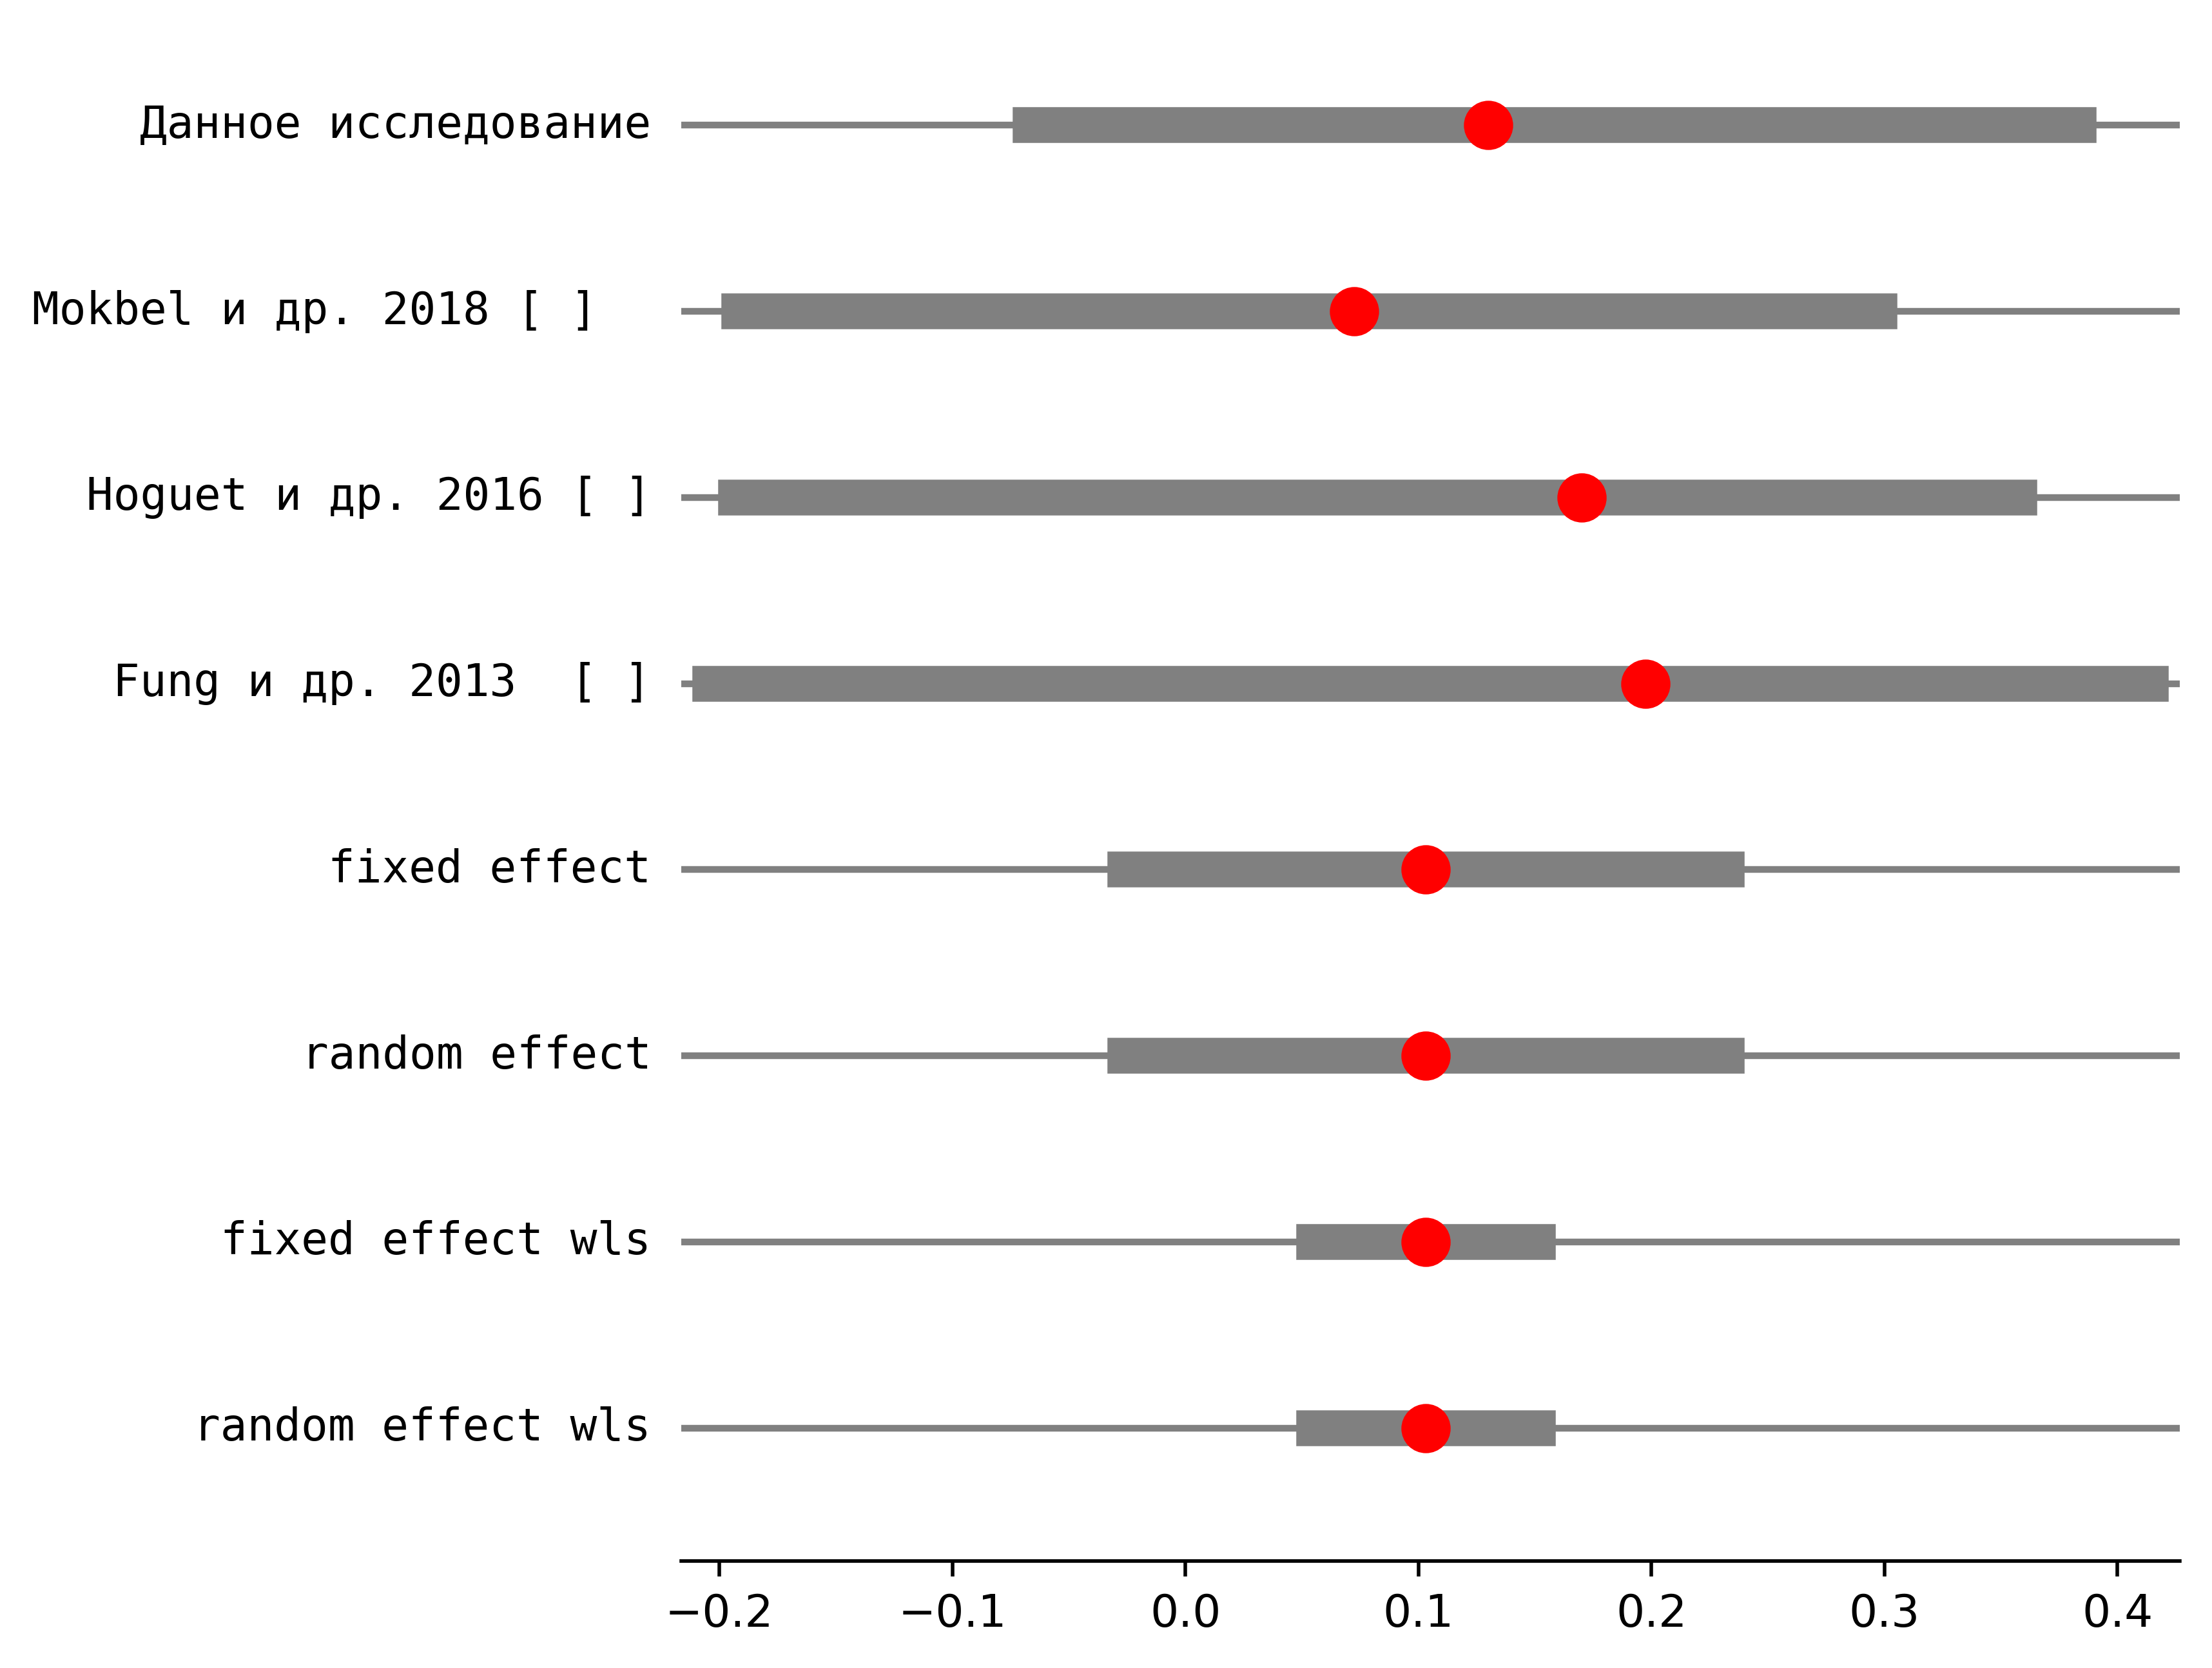 Данное исследование
Mokbel и др. 2018 [ ]
Hoguet и др. 2016 [ ]
Fung и др. 2013  [ ]
fixed effect
random effect
fixed effect wls
random effect wls
−0.2 −0.1 0.0 0.1 0.2 0.3 0.4